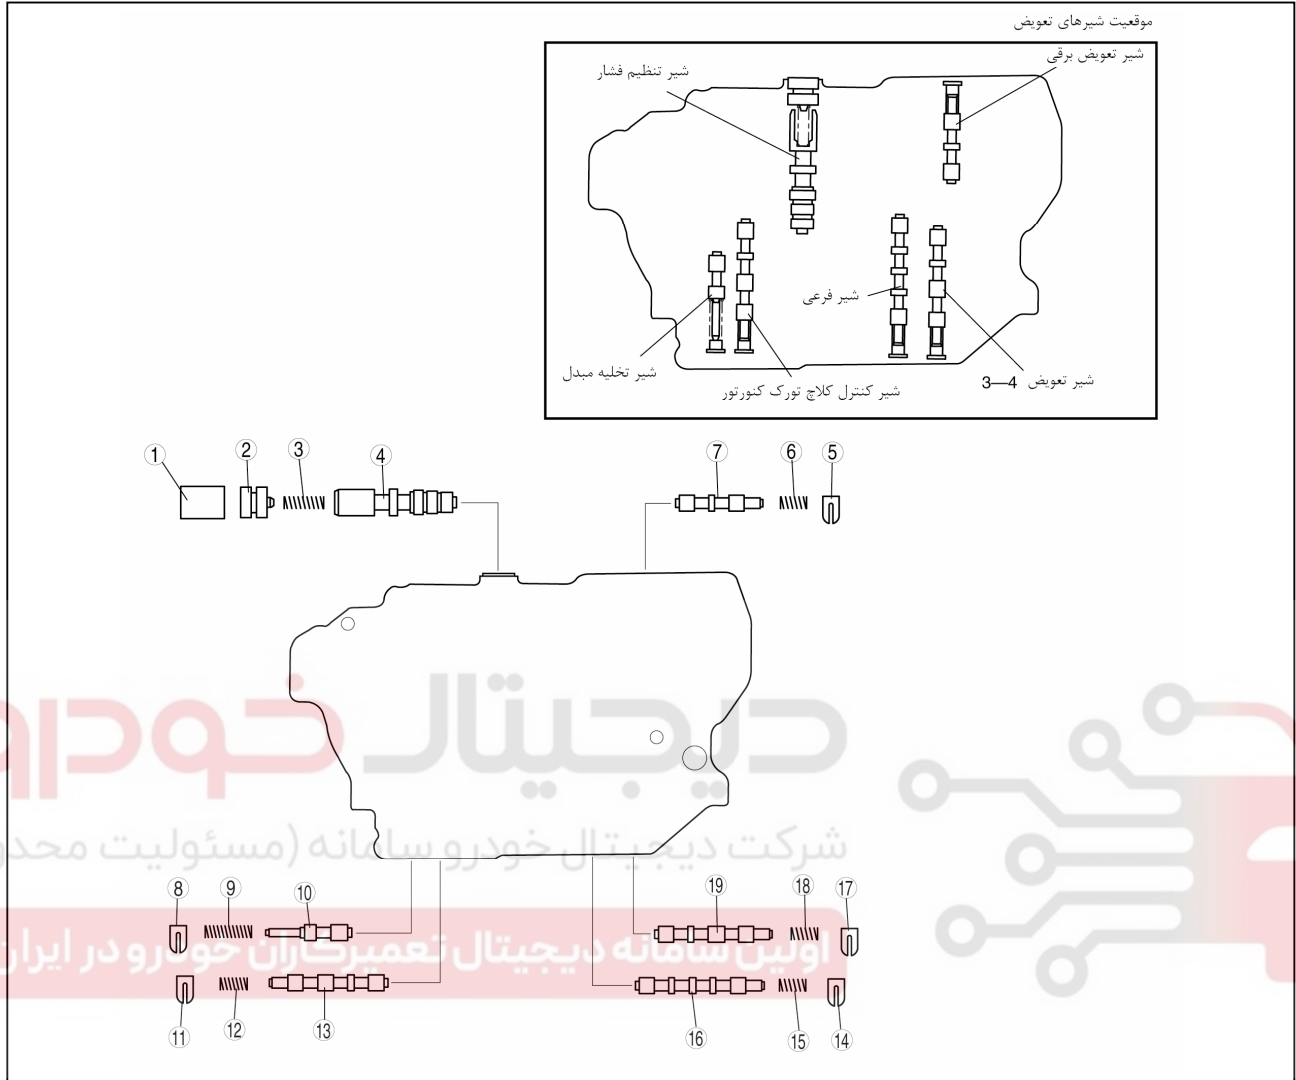 موقعیت شیرهای تعویض
شیر تعویض برقی
شیر تنظیم فشار
شیر فرعی
شیر تخلیه مبدل
شیر کنترل کلاچ تورک کنورتور
شیر تعویض 4—3
1
2
3
4
7
6
5
دیجیتال خودرو
شرکت دیجیتال خودرو سامانه (مسئولیت
8
9
10
19
18
17
اولین سامانه دیجیتال تعمیرکاران خودرو در ایران
11
12
13
16
15
14